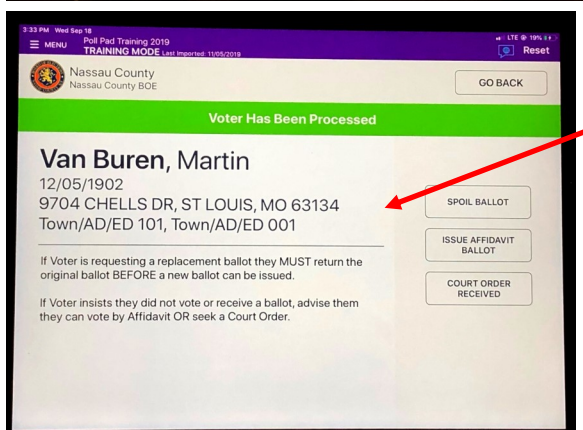 3:33 PM Wed Sep 18
LTE 19%
MENU
Poll Pad Training 2019
TRAINING MODE Last Imported: 11/05/2019
Reset
Nassau County
Nassau County BOE
GO BACK
Voter Has Been Processed
Van Buren, Martin
12/05/1902
9704 CHELLS DR, ST LOUIS, MO 63134
Town/AD/ED 101, Town/AD/ED 001
SPOIL BALLOT
ISSUE AFFIDAVIT
BALLOT
COURT ORDER
RECEIVED
If Voter is requesting a replacement ballot they MUST return the
original ballot BEFORE a new ballot can be issued.
If Voter insists they did not vote or receive a ballot, advise them
they can vote by Affidavit OR seek a Court Order.